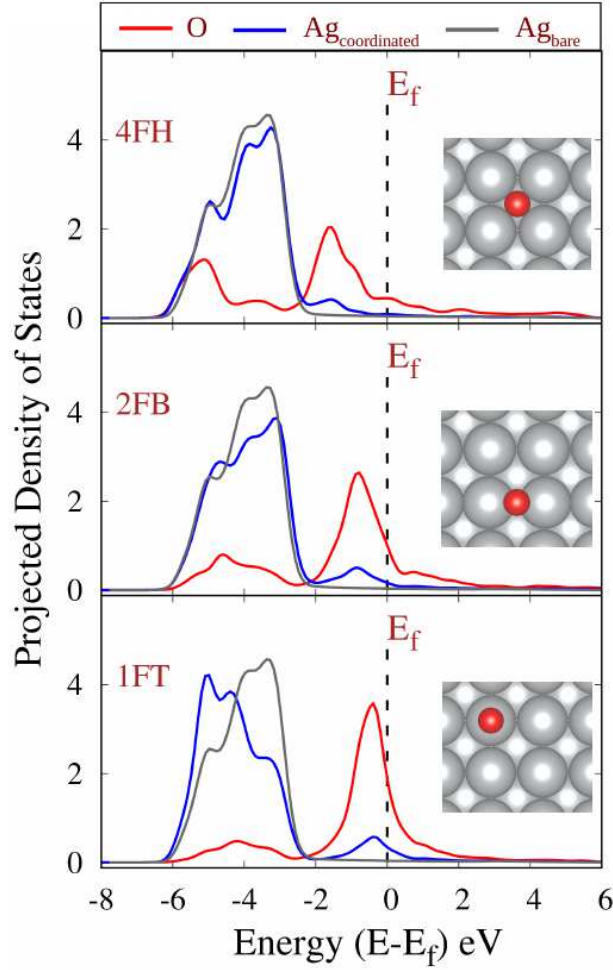 O Ag_coordinated Ag_bare
E_f
4FH
4
2
0
E_f
2FB
4
2
0
E_f
1FT
4
2
0
Projected Density of States
-8 -6 -4 -2 0 2 4 6
Energy (E-E_f) eV